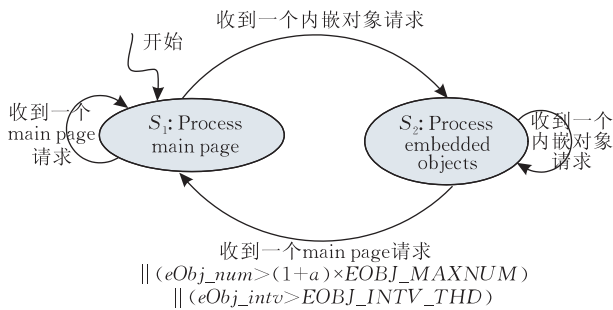 收到一个内嵌对象请求
开始
收到一个
main page
请求
S₁: Process
main page
S₂: Process
embedded
objects
收到一个
内嵌对象
请求
收到一个main page请求
||(eObj_num>(1+a)×EOBJ_MAXNUM)
||(eObj_intv>EOBJ_INTV_THD)